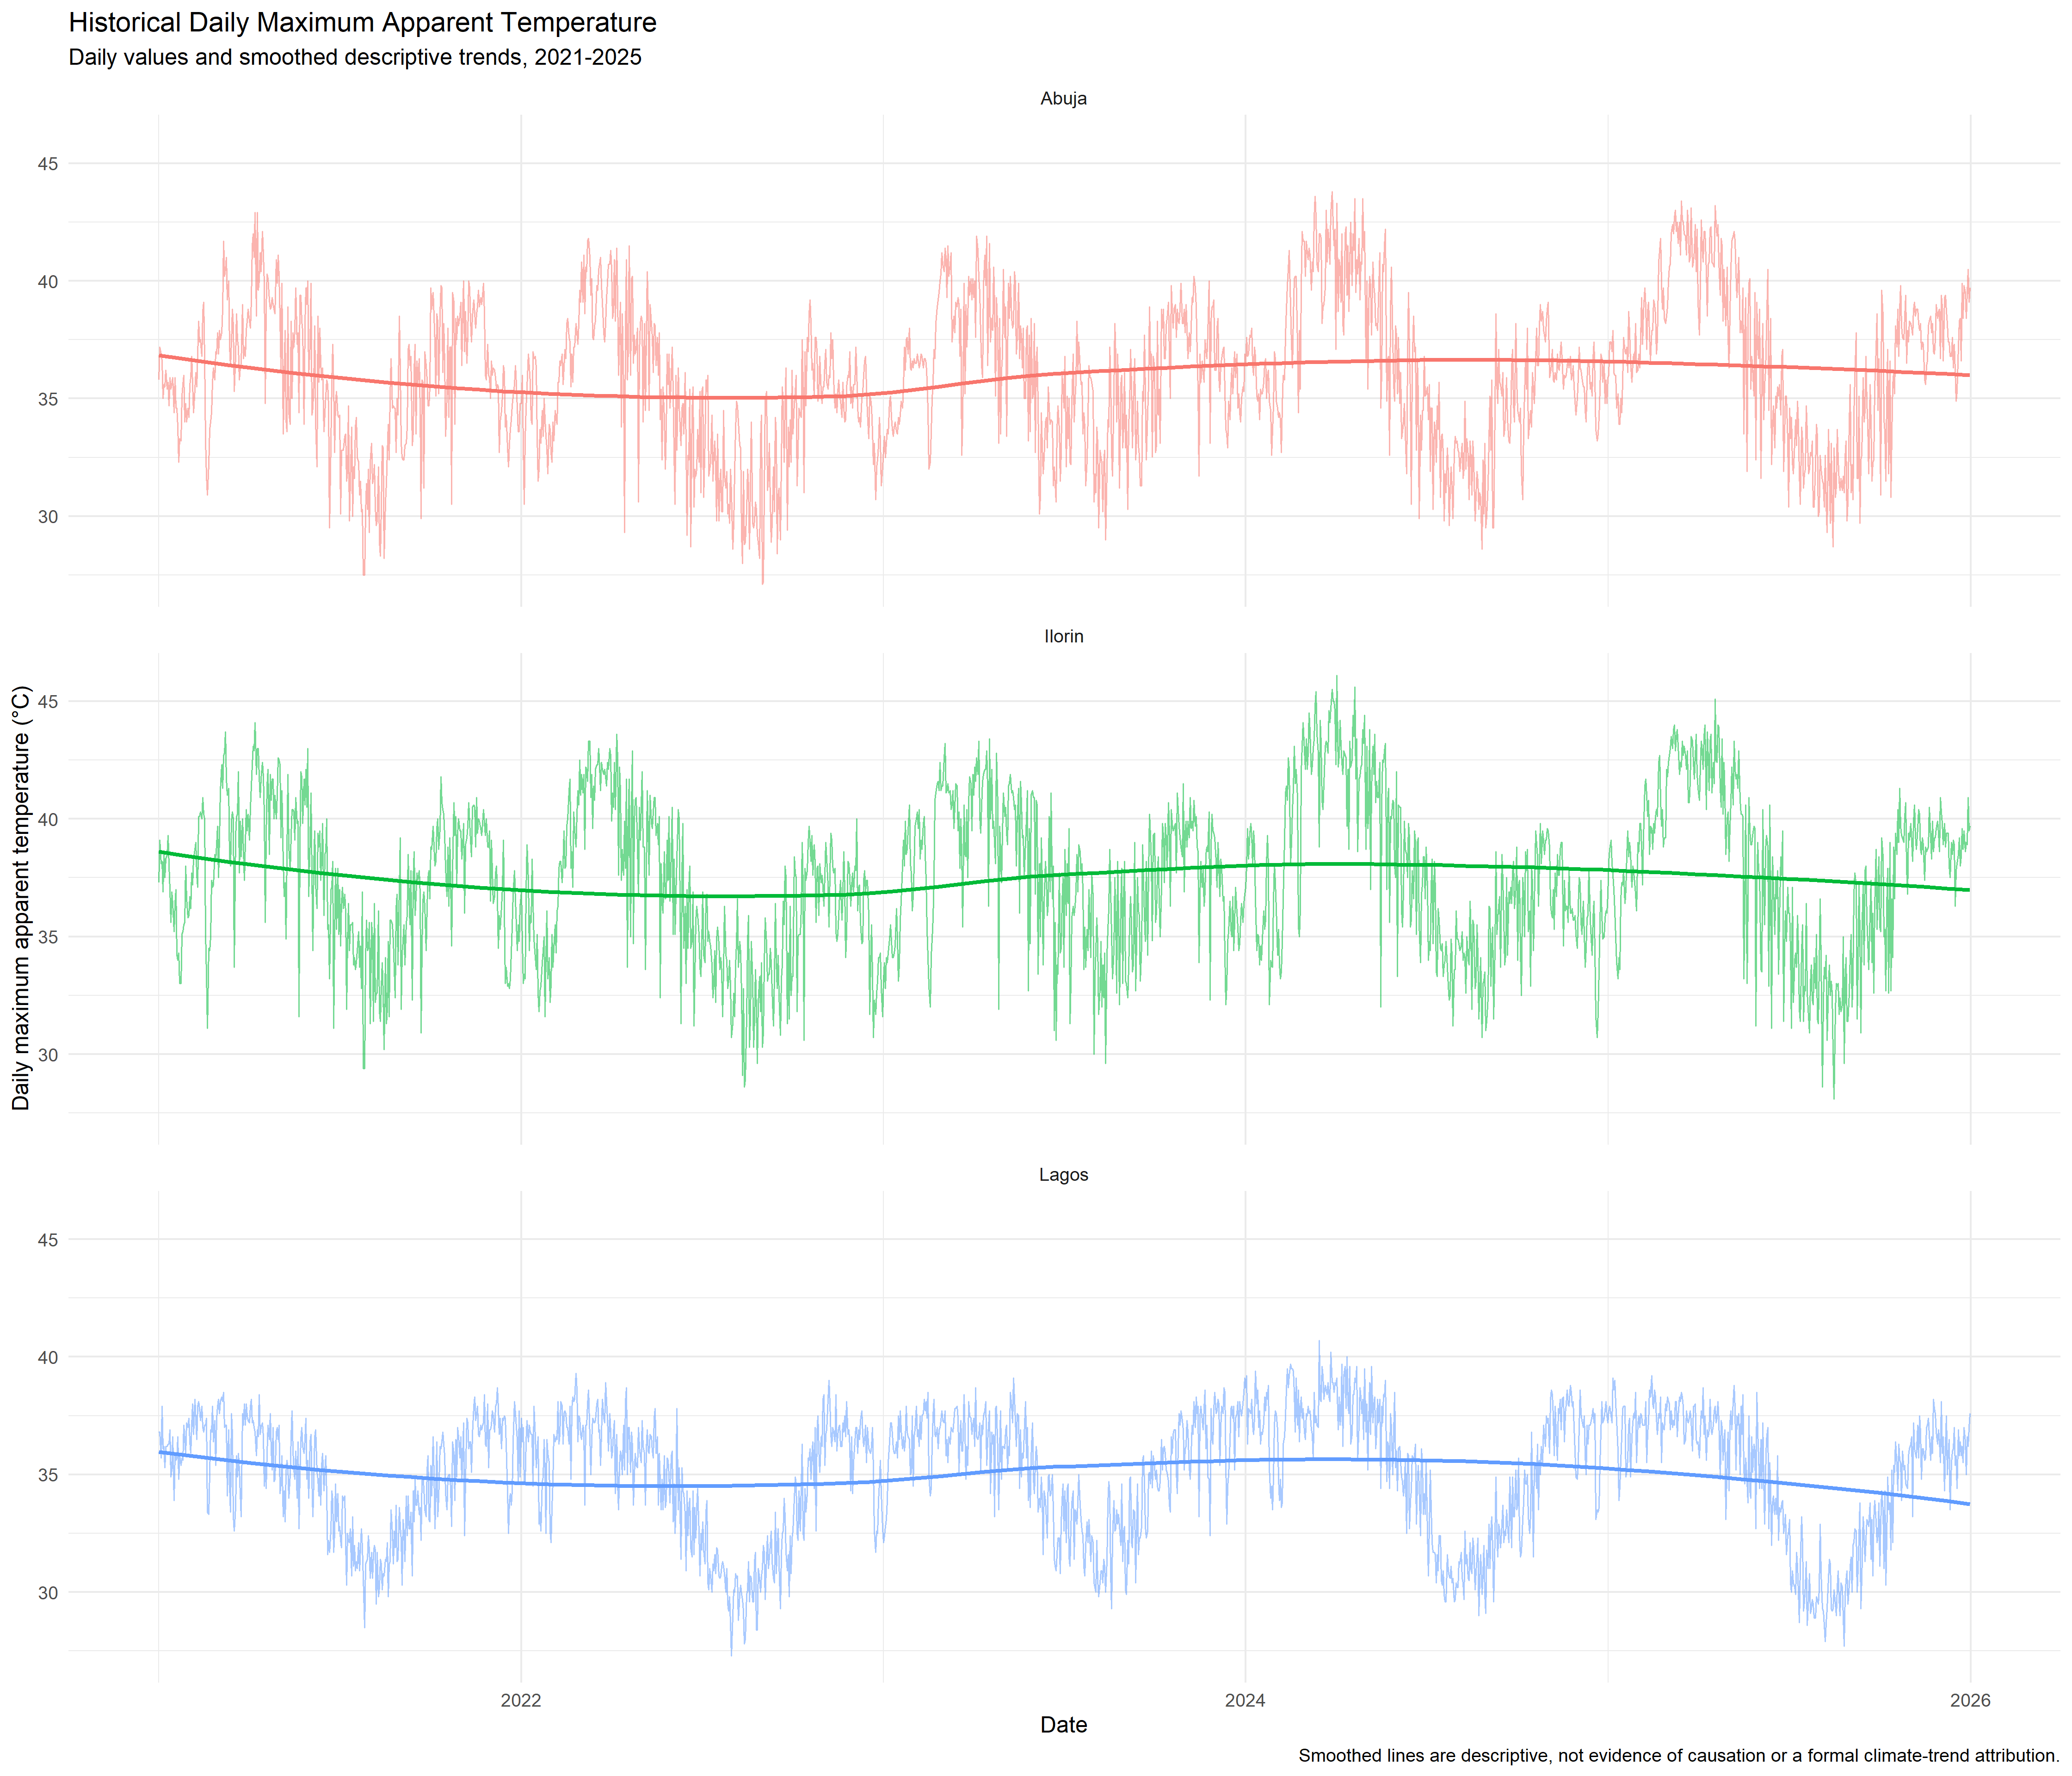 Historical Daily Maximum Apparent Temperature
Daily values and smoothed descriptive trends, 2021-2025
Abuja
45
40
35
30
Ilorin
45
40
35
30
Lagos
45
40
35
30
Daily maximum apparent temperature (°C)
2022
2024
2026
Date
Smoothed lines are descriptive, not evidence of causation or a formal climate-trend attribution.